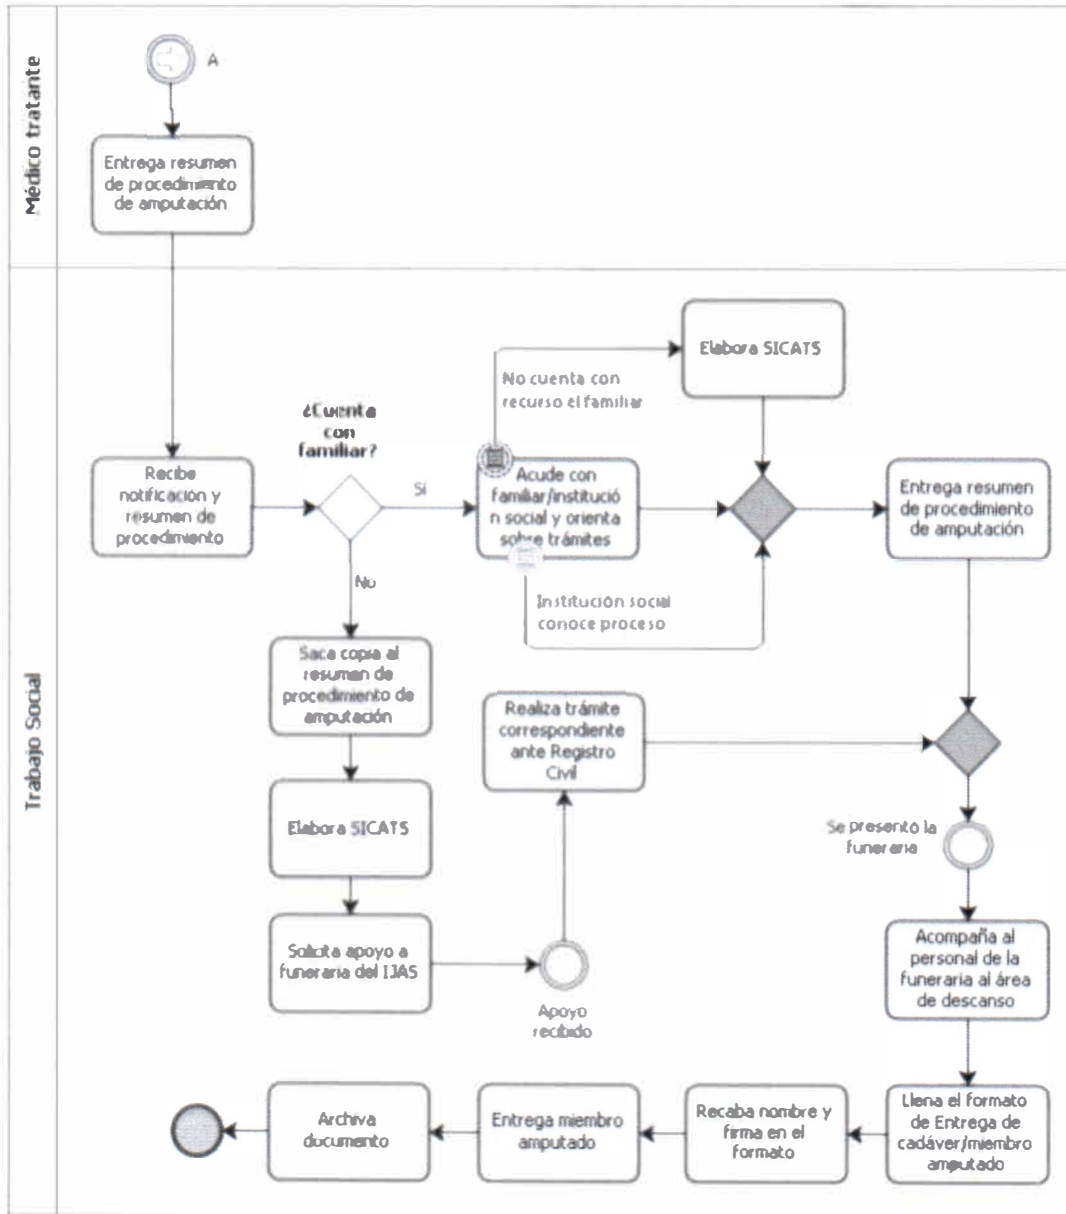 Médico tratante
A
Entrega resumen
de procedimiento
de amputación
Trabajo Social
Elabora SICATS
No cuenta con
recurso el familiar
¿Cuenta
con
familiar?
Recibe
notificación y
resumen de
procedimiento
Sí
Acude con
familiar/institució
n social y orienta
sobre trámites
Entrega resumen
de procedimiento
de amputación
No
Institución social
conoce proceso
Saca copia al
resumen de
procedimiento de
amputación
Realiza trámite
correspondiente
ante Registro
Civil
Elabora SICATS
Se presentó la
funeraria
Solicita apoyo a
funeraria del IJAS
Apoyo
recibido
Acompaña al
personal de la
funeraria al área
de descanso
Archiva
documento
Entrega miembro
amputado
Recaba nombre y
firma en el
formato
Llena el formato
de Entrega de
cadáver/miembro
amputado